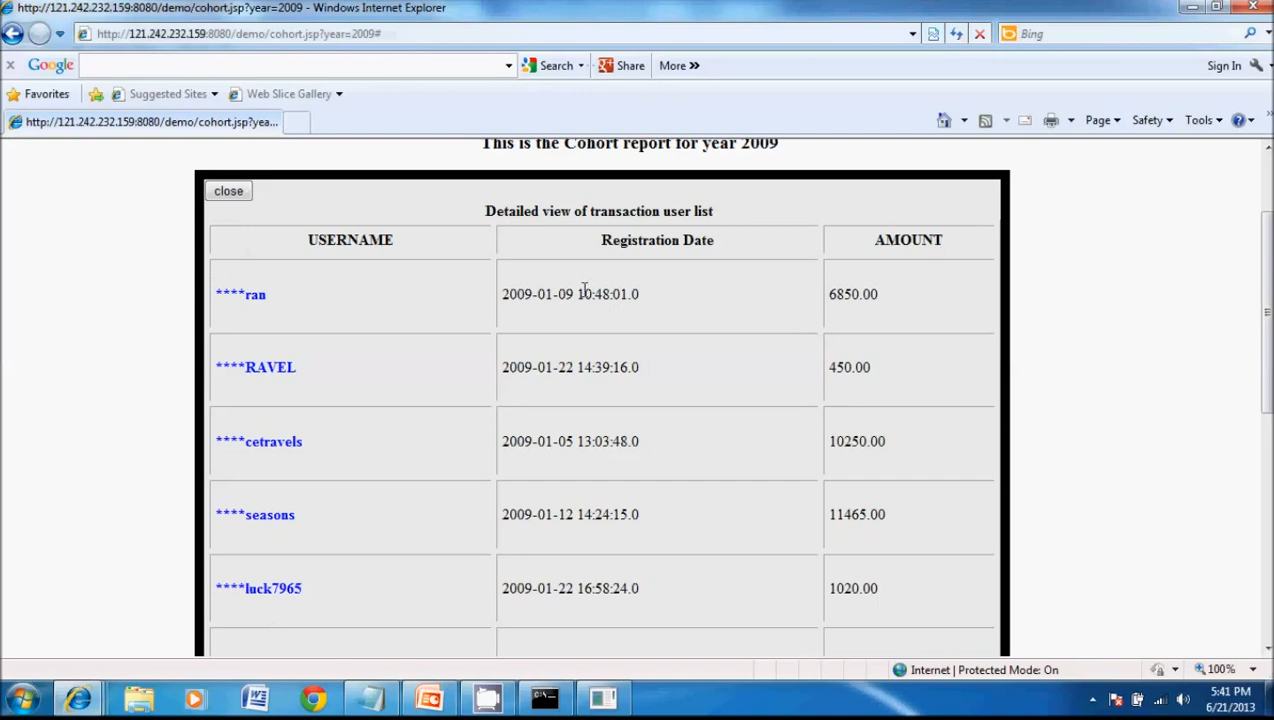 http://121.242.232.159:8080/demo/cohort.jsp?year=2009 - Windows Internet Explorer
http://121.242.232.159:8080/demo/cohort.jsp?year=2009#
Bing
Google
Search
Share
More »
Sign In
Favorites
Suggested Sites
Web Slice Gallery
http://121.242.232.159:8080/demo/cohort.jsp?yea...
Page
Safety
Tools
This is the Cohort report for year 2009
close
Detailed view of transaction user list
USERNAME Registration Date AMOUNT
****ran 2009-01-09 10:48:01.0 6850.00
****RAVEL 2009-01-22 14:39:16.0 450.00
****cetravels 2009-01-05 13:03:48.0 10250.00
****seasons 2009-01-12 14:24:15.0 11465.00
****luck7965 2009-01-22 16:58:24.0 1020.00
Internet | Protected Mode: On
100%
5:41 PM
6/21/2013